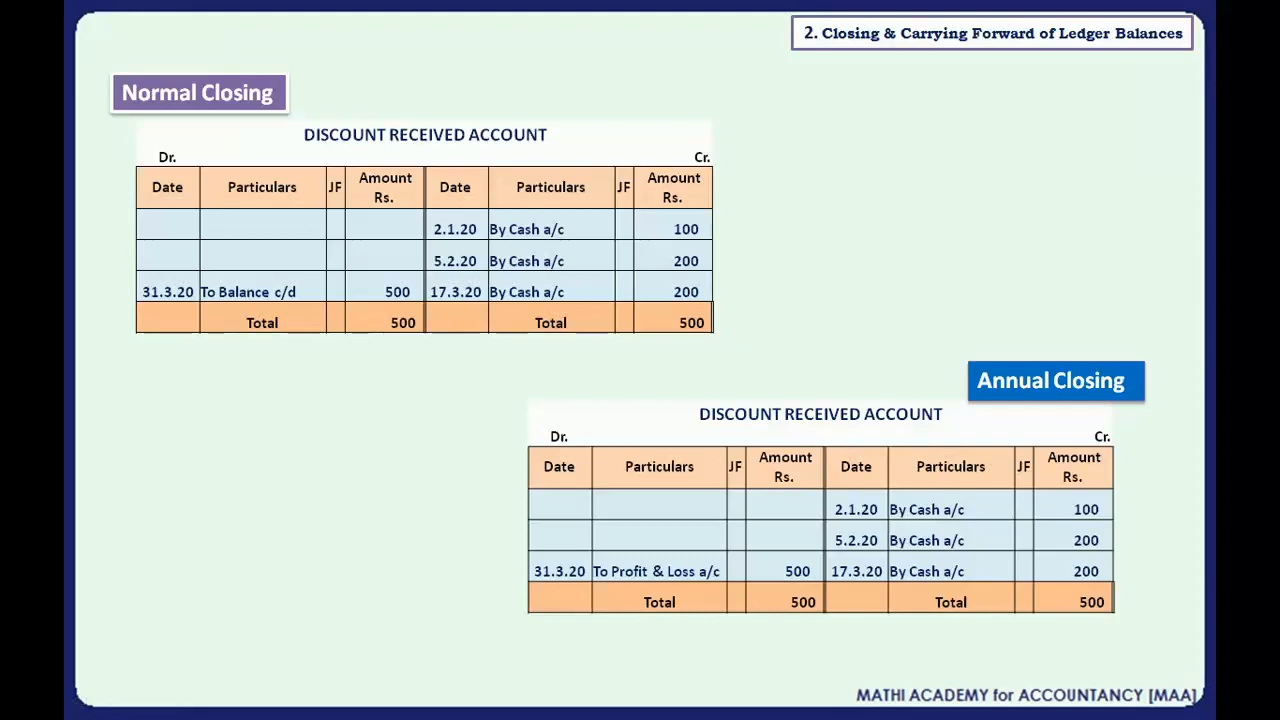 2. Closing & Carrying Forward of Ledger Balances
Normal Closing
DISCOUNT RECEIVED ACCOUNT
Dr. Cr.
Date Particulars JF Amount Rs. Date Particulars JF Amount Rs.
2.1.20 By Cash a/c 100
5.2.20 By Cash a/c 200
31.3.20 To Balance c/d 500 17.3.20 By Cash a/c 200
Total 500 Total 500
Annual Closing
DISCOUNT RECEIVED ACCOUNT
Dr. Cr.
Date Particulars JF Amount Rs. Date Particulars JF Amount Rs.
2.1.20 By Cash a/c 100
5.2.20 By Cash a/c 200
31.3.20 To Profit & Loss a/c 500 17.3.20 By Cash a/c 200
Total 500 Total 500
MATHI ACADEMY for ACCOUNTANCY [MAA]